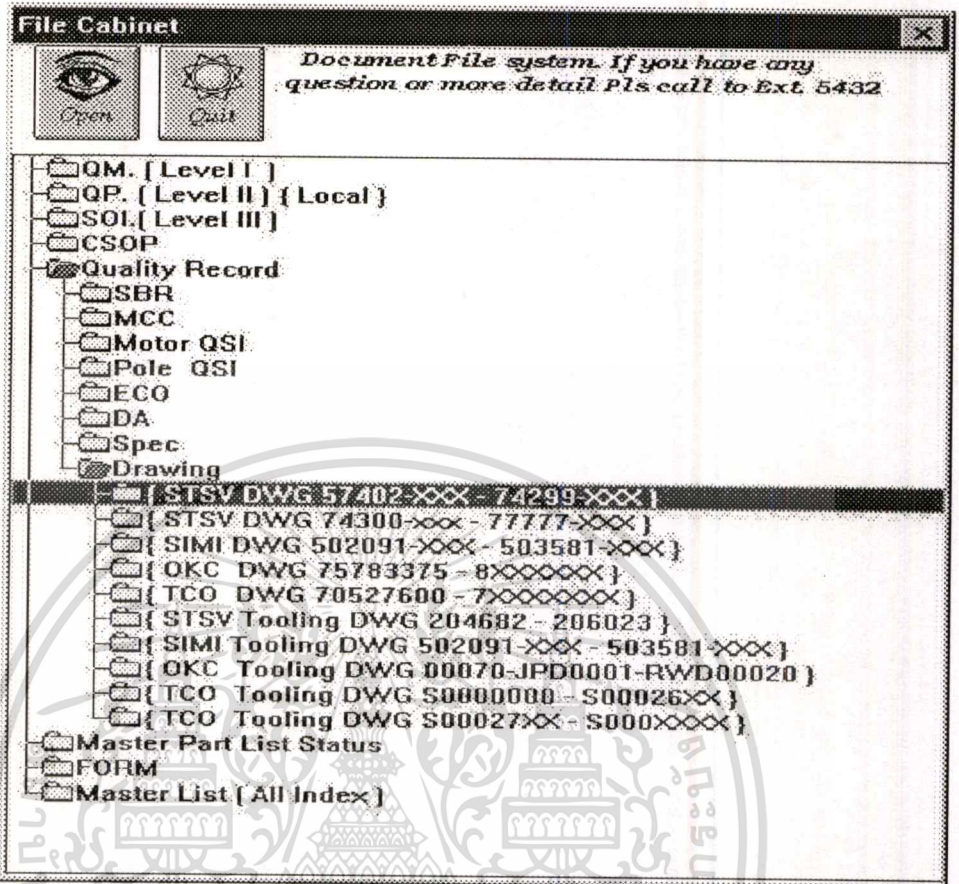 File Cabinet
Open
Quit
Document File system. If you have any
question or more detail Pls call to Ext. 5432
QM. [ Level I ]
QP. [ Level II ] { Local }
SOI.[ Level III ]
CSOP
Quality Record
SBR
MCC
Motor QSI
Pole QSI
ECO
DA
Spec
Drawing
{ STSV DWG 57402-XXX - 74299-XXX }
{ STSV DWG 74300-xxx - 77777-XXX }
{ SIMI DWG 502091-XXX - 503581-XXX }
{ OKC DWG 75783375 - 8XXXXXXX }
{ TCO DWG 70527600 - 7XXXXXXX }
{ STSV Tooling DWG 204682 - 206023 }
{ SIMI Tooling DWG 502091-XXX - 503581-XXX }
{ OKC Tooling DWG 00070-JPD0001-RWD00020 }
{ TCO Tooling DWG S0000000 - S00026XX }
{ TCO Tooling DWG S00027XX - S000XXXX }
Master Part List Status
FORM
Master List [ All Index ]